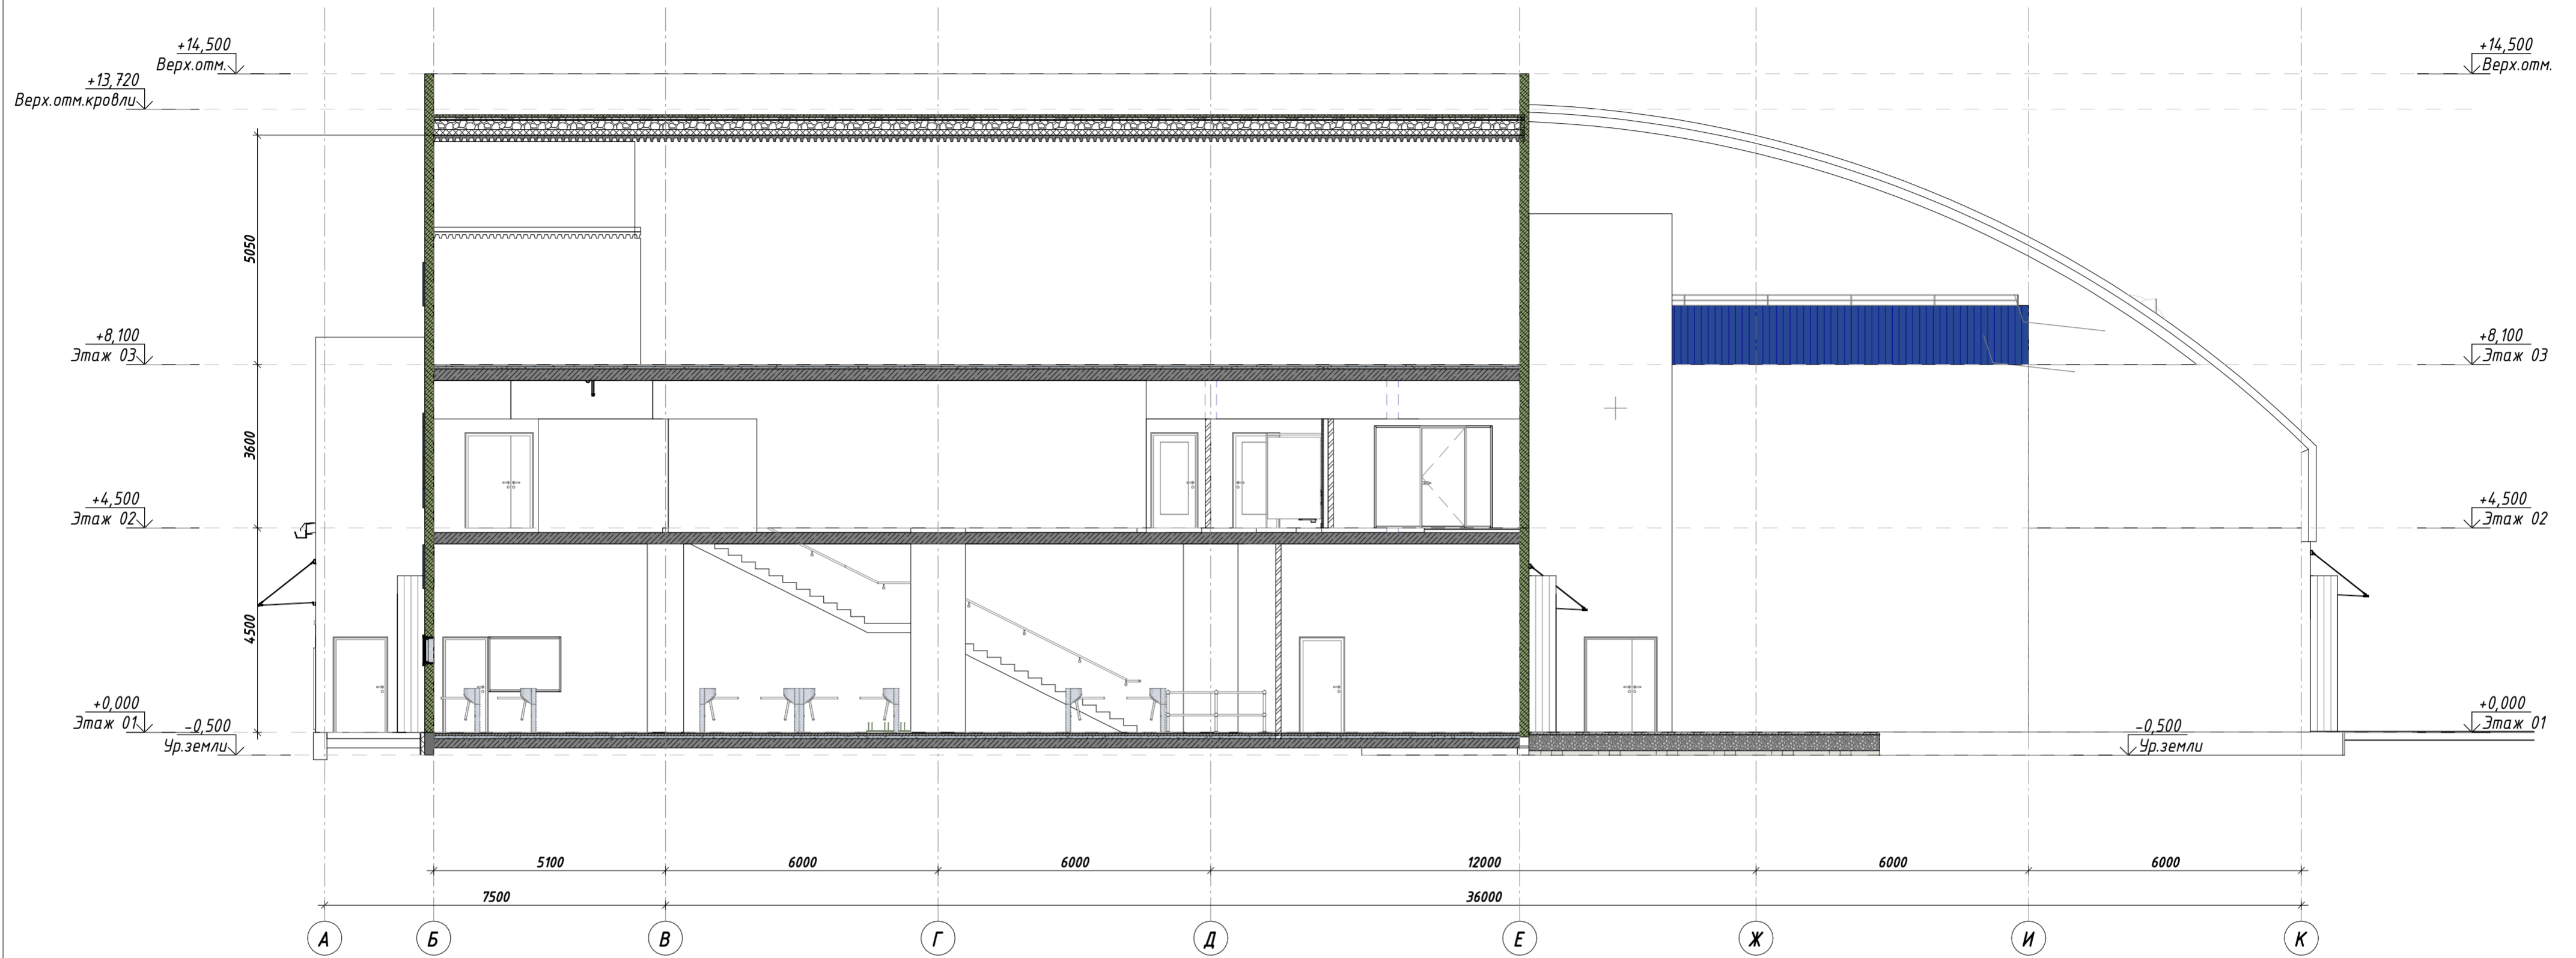 +14,500
Верх.отм.
+13,720
Верх.отм.кровли
+14,500
Верх.отм.
5050
+8,100
Этаж 03
+8,100
Этаж 03
3600
+4,500
Этаж 02
+4,500
Этаж 02
4500
+0,000
Этаж 01
-0,500
Ур.земли
-0,500
Ур.земли
+0,000
Этаж 01
5100 6000 6000 12000 6000 6000
7500 36000
А Б В Г Д Е Ж И К